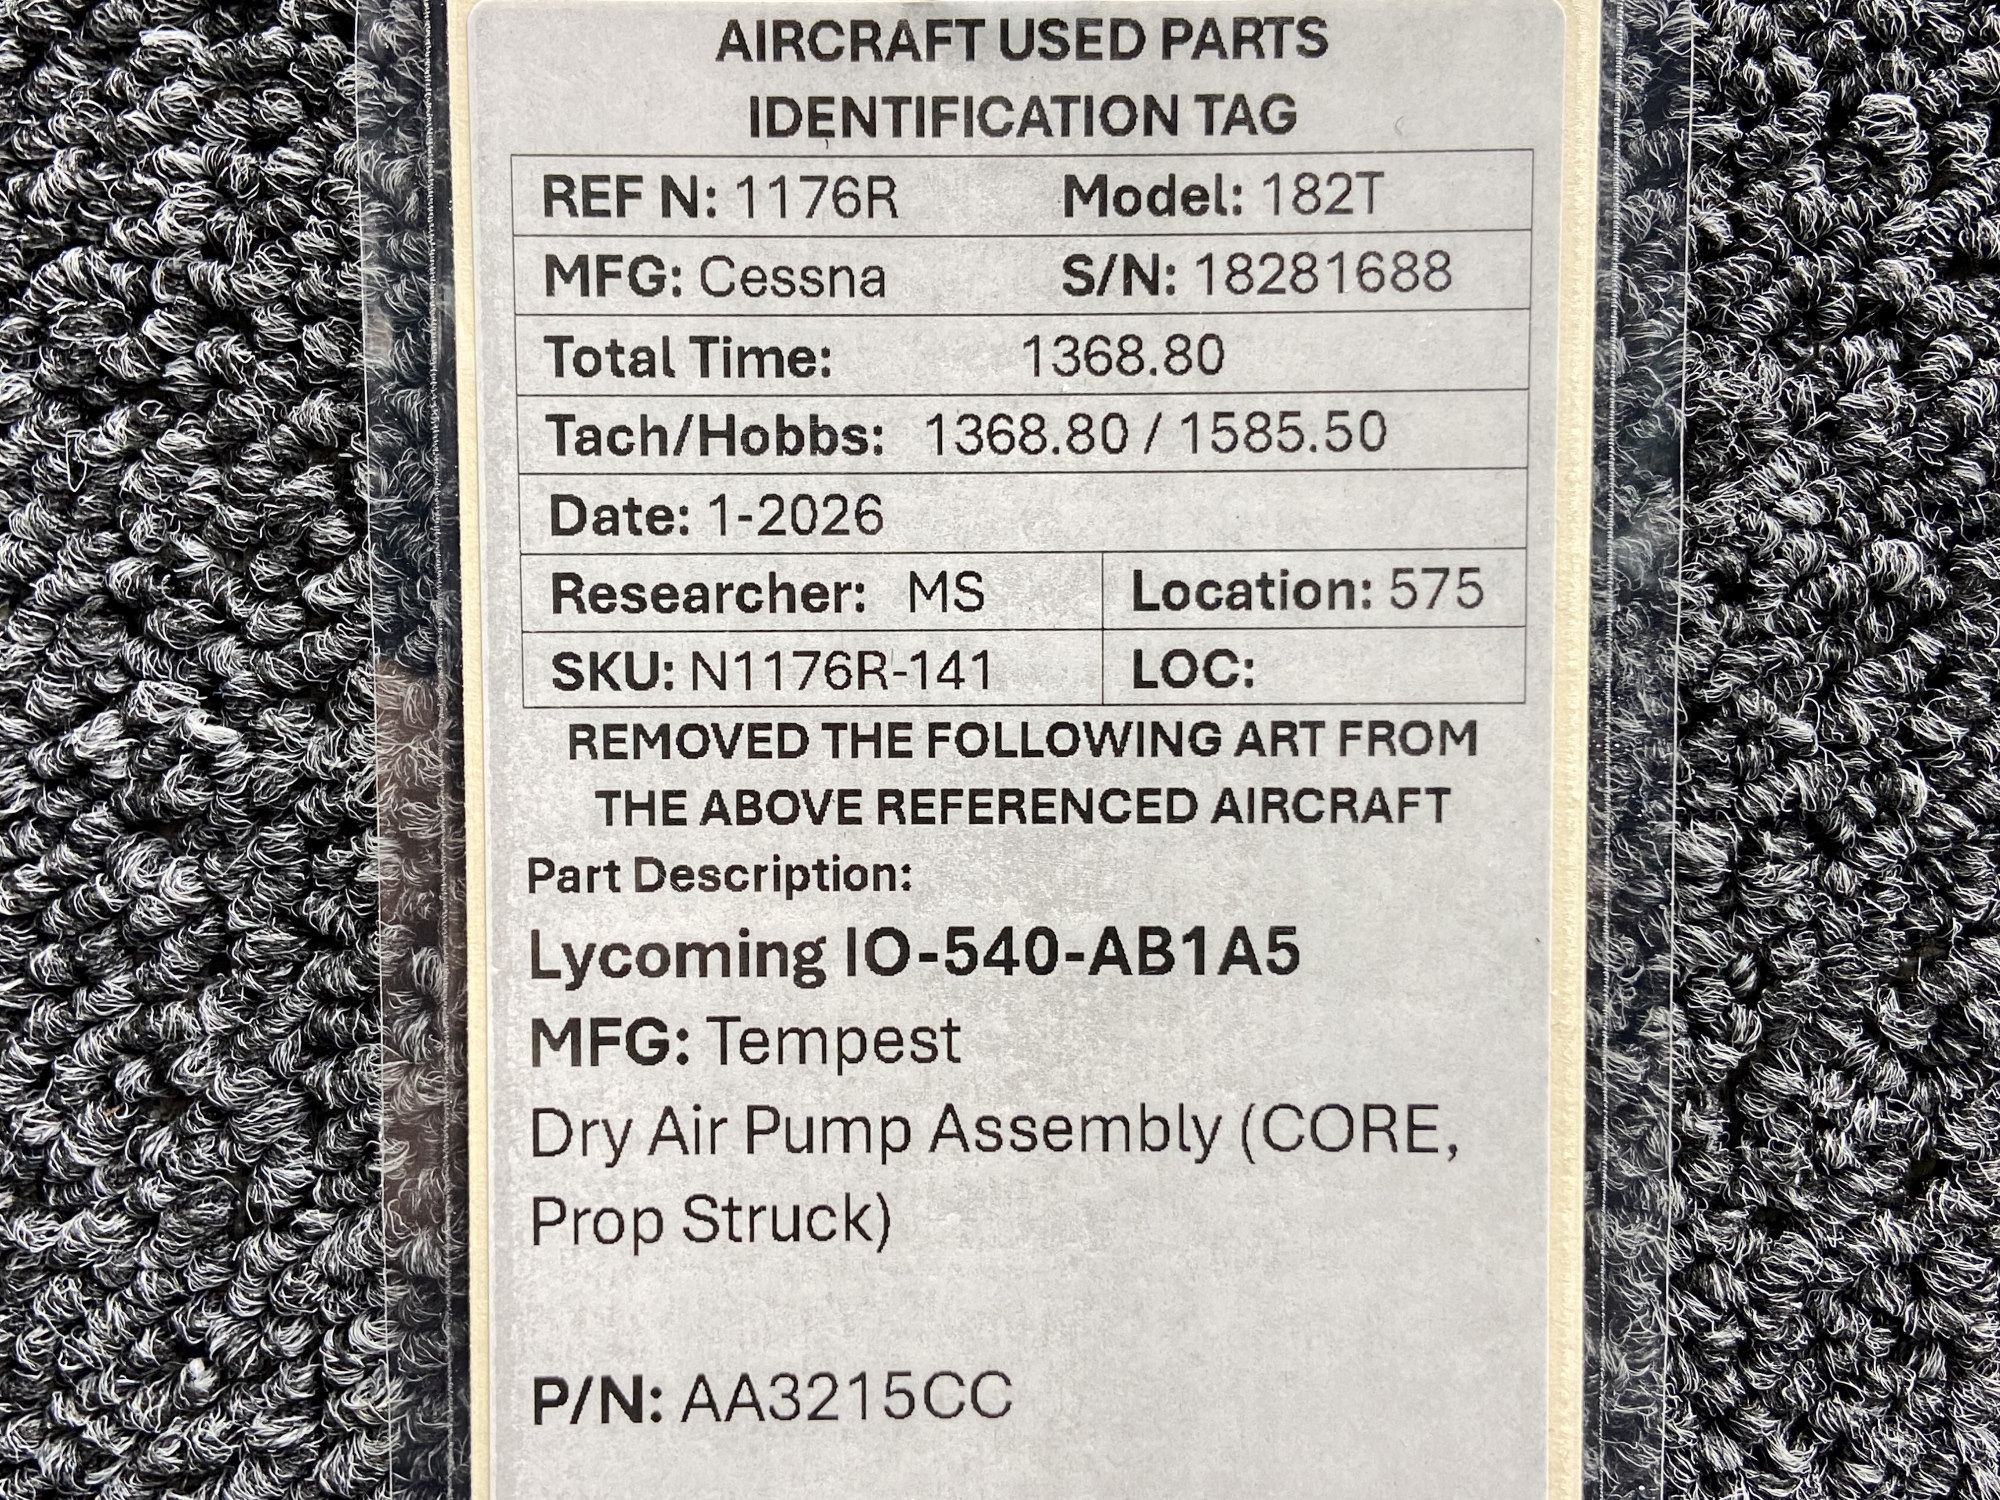 AIRCRAFT USED PARTS
IDENTIFICATION TAG
REF N: 1176R Model: 182T
MFG: Cessna S/N: 18281688
Total Time: 1368.80
Tach/Hobbs: 1368.80 / 1585.50
Date: 1-2026
Researcher: MS Location: 575
SKU: N1176R-141 LOC:
REMOVED THE FOLLOWING ART FROM
THE ABOVE REFERENCED AIRCRAFT
Part Description:
Lycoming IO-540-AB1A5
MFG: Tempest
Dry Air Pump Assembly (CORE,
Prop Struck)
P/N: AA3215CC